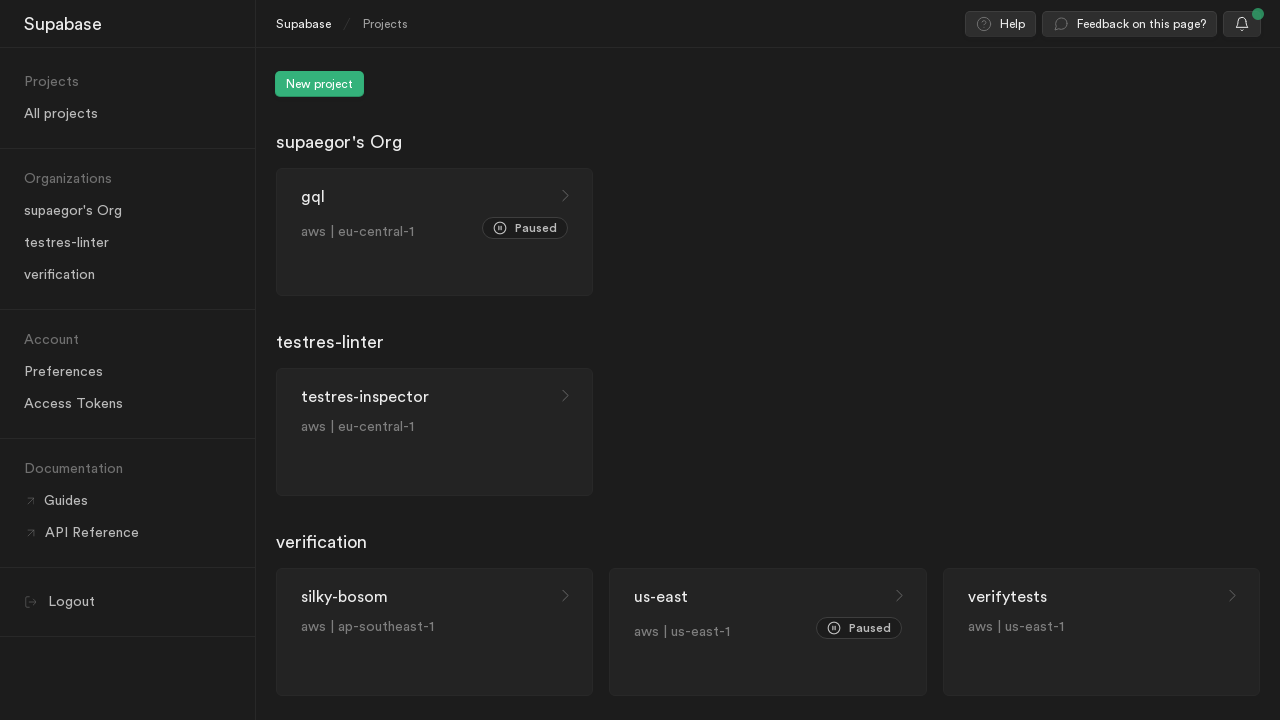 Supabase
Projects
All projects
Organizations
supaegor's Org
testres-linter
verification
Account
Preferences
Access Tokens
Documentation
Guides
API Reference
Logout
Supabase / Projects
Help
Feedback on this page?
New project
supaegor's Org
gql
aws | eu-central-1
Paused
testres-linter
testres-inspector
aws | eu-central-1
verification
silky-bosom
aws | ap-southeast-1
us-east
aws | us-east-1
Paused
verifytests
aws | us-east-1